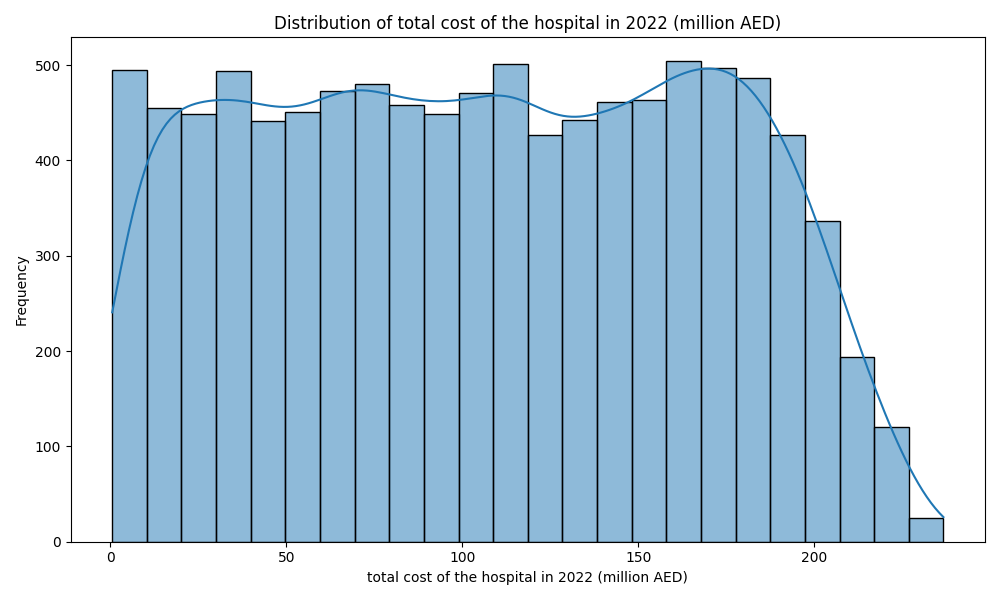 Distribution of total cost of the hospital in 2022 (million AED)
Frequency
500
400
300
200
100
0
0 50 100 150 200
total cost of the hospital in 2022 (million AED)